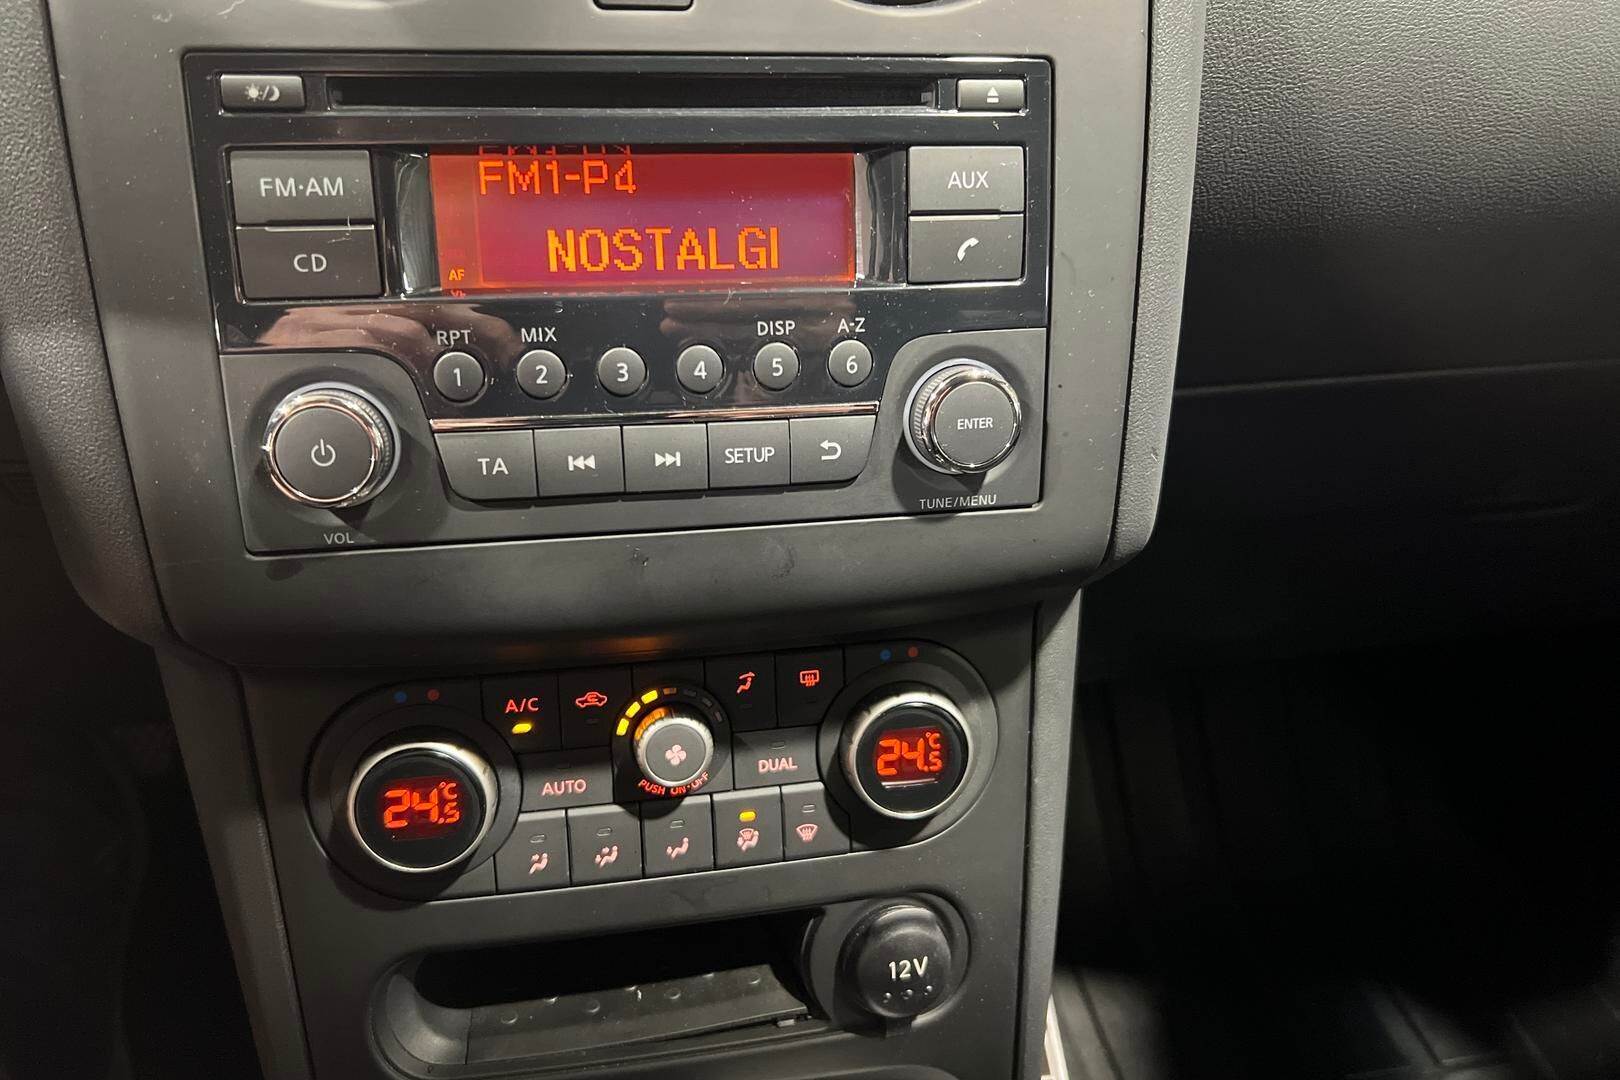 FM·AM
FM1-P4
AUX
CD
NOSTALGI
AF
RPT
MIX
DISP
A-Z
1
2
3
4
5
6
ENTER
TA
SETUP
TUNE/MENU
VOL
A/C
24.5°C
AUTO
PUSH ON·OFF
DUAL
24.5°C
12V